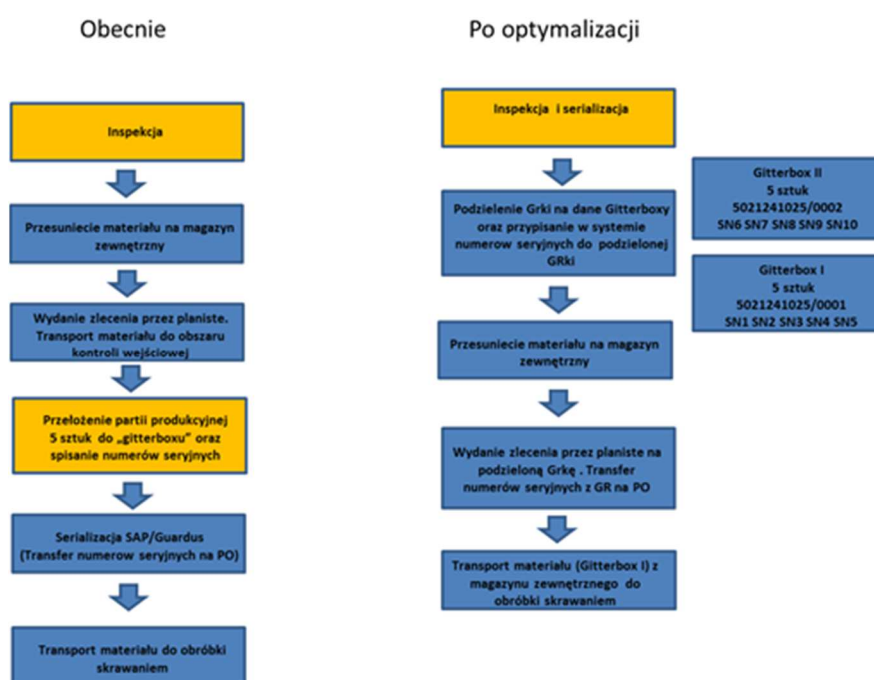 Obecnie
Inspekcja
Przesuniecie materiału na magazyn
zewnętrzny
Wydanie zlecenia przez planiste.
Transport materiału do obszaru
kontroli wejściowej
Przełożenie partii produkcyjnej
5 sztuk do „gitterboxu” oraz
spisanie numerów seryjnych
Serializacja SAP/Guardus
(Transfer numerow seryjnych na PO)
Transport materiału do obróbki
skrawaniem
Po optymalizacji
Inspekcja i serializacja
Podzielenie Grki na dane Gitterboxy
oraz przypisanie w systemie
numerow seryjnych do podzielonej
GRki
Przesuniecie materiału na magazyn
zewnętrzny
Wydanie zlecenia przez planiste na
podzieloną Grkę . Transfer
numerów seryjnych z GR na PO
Transport materiału (Gitterbox I) z
magazynu zewnętrznego do
obróbki skrawaniem
Gitterbox II
5 sztuk
5021241025/0002
SN6 SN7 SN8 SN9 SN10
Gitterbox I
5 sztuk
5021241025/0001
SN1 SN2 SN3 SN4 SN5